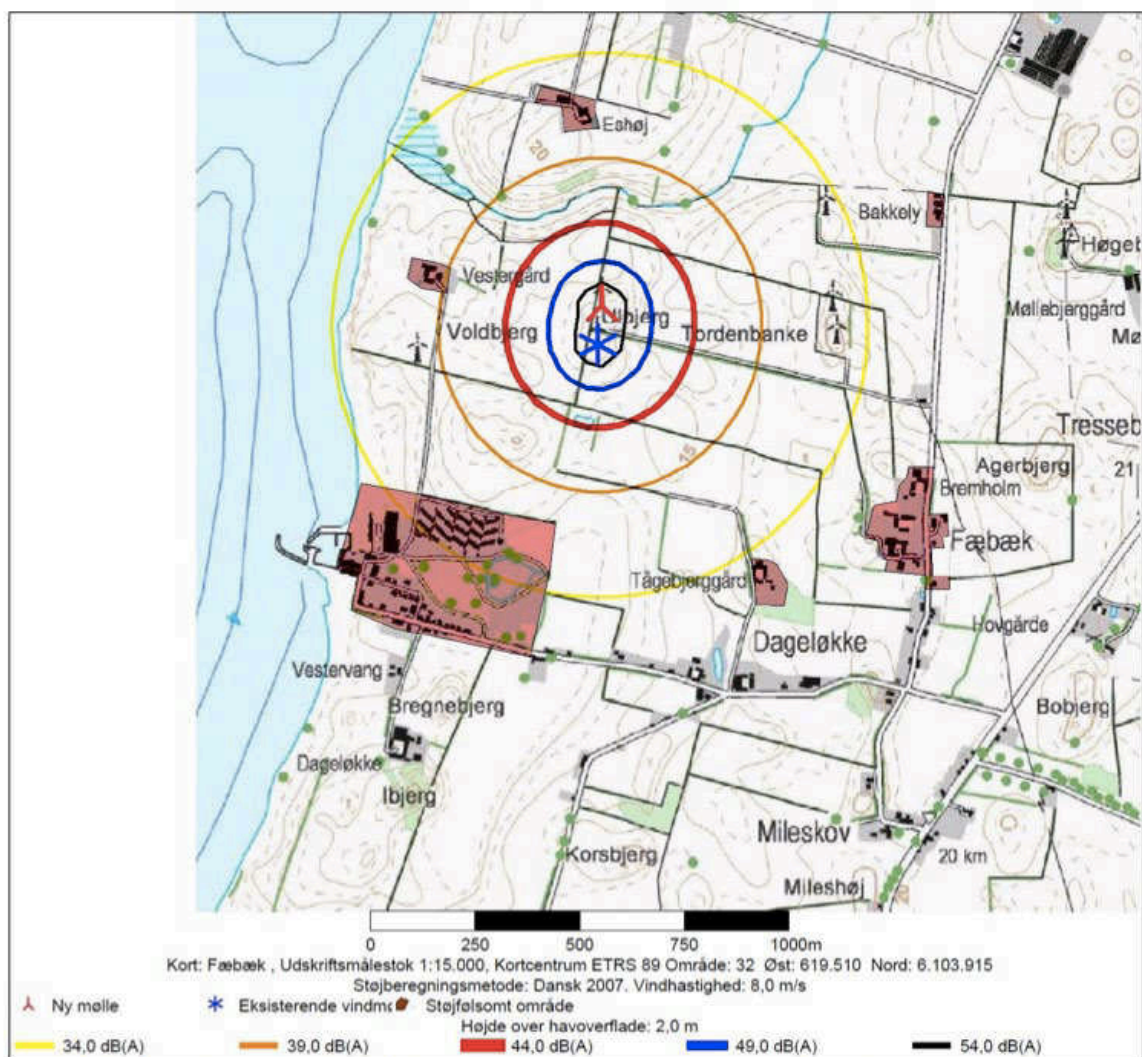 Eshøj
20
Bakkely
Vestergård
Voldbjerg
lbjerg
Tordenbanke
Møllebjerggård
15
Agerbjerg
21
Bremholm
Fæbæk
Tågebjerggård
Hovgårde
Dageløkke
Vestervang
Bregnebjerg
Bobjerg
Dageløkke
Ibjerg
Mileskov
Korsbjerg
20 km
Mileshøj
0 250 500 750 1000m
Kort: Fæbæk , Udskriftsmålestok 1:15.000, Kortcentrum ETRS 89 Område: 32 Øst: 619.510 Nord: 6.103.915
Støjberegningsmetode: Dansk 2007. Vindhastighed: 8,0 m/s
Ny mølle Eksisterende vindmø Støjfølsomt område
Højde over havoverflade: 2,0 m
34,0 dB(A) 39,0 dB(A) 44,0 dB(A) 49,0 dB(A) 54,0 dB(A)